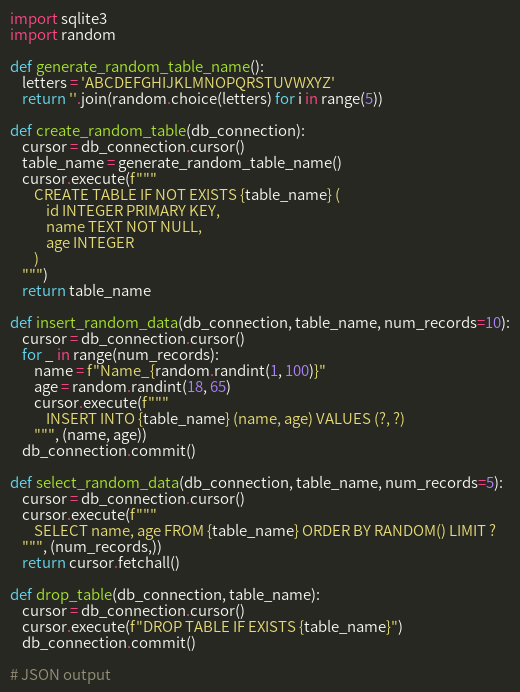 import sqlite3
import random

def generate_random_table_name():
    letters = 'ABCDEFGHIJKLMNOPQRSTUVWXYZ'
    return ''.join(random.choice(letters) for i in range(5))

def create_random_table(db_connection):
    cursor = db_connection.cursor()
    table_name = generate_random_table_name()
    cursor.execute(f"""
        CREATE TABLE IF NOT EXISTS {table_name} (
            id INTEGER PRIMARY KEY,
            name TEXT NOT NULL,
            age INTEGER
        )
    """)
    return table_name

def insert_random_data(db_connection, table_name, num_records=10):
    cursor = db_connection.cursor()
    for _ in range(num_records):
        name = f"Name_{random.randint(1, 100)}"
        age = random.randint(18, 65)
        cursor.execute(f"""
            INSERT INTO {table_name} (name, age) VALUES (?, ?)
        """, (name, age))
    db_connection.commit()

def select_random_data(db_connection, table_name, num_records=5):
    cursor = db_connection.cursor()
    cursor.execute(f"""
        SELECT name, age FROM {table_name} ORDER BY RANDOM() LIMIT ?
    """, (num_records,))
    return cursor.fetchall()

def drop_table(db_connection, table_name):
    cursor = db_connection.cursor()
    cursor.execute(f"DROP TABLE IF EXISTS {table_name}")
    db_connection.commit()

# JSON output